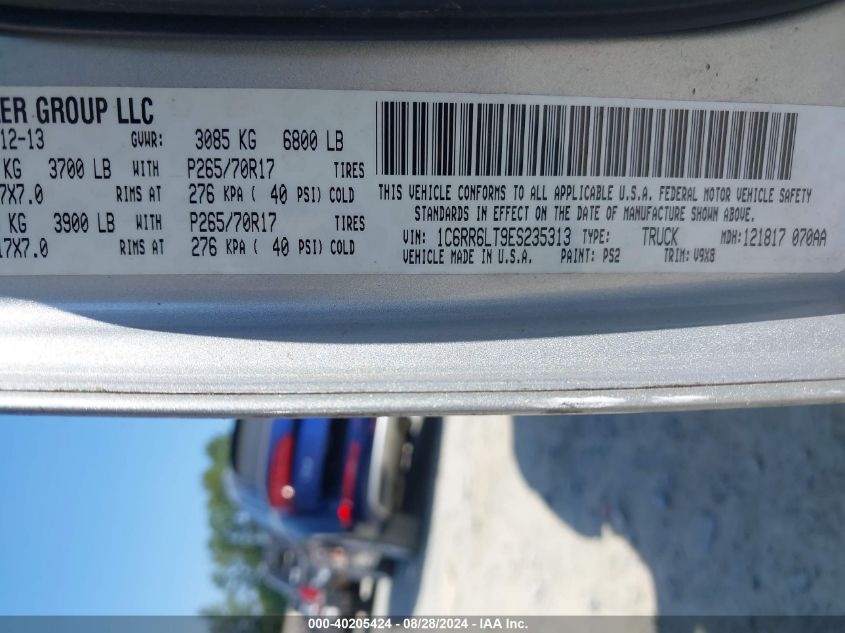 ER GROUP LLC
12-13 GVWR: 3085 KG 6800 LB
KG 3700 LB WITH P265/70R17 TIRES
7X7.0 RIMS AT 276 KPA ( 40 PSI) COLD
KG 3900 LB WITH P265/70R17 TIRES
17X7.0 RIMS AT 276 KPA ( 40 PSI) COLD
THIS VEHICLE CONFORMS TO ALL APPLICABLE U.S.A. FEDERAL MOTOR VEHICLE SAFETY
STANDARDS IN EFFECT ON THE DATE OF MANUFACTURE SHOWN ABOVE.
VIN: 1C6RR6LT9ES235313 TYPE: TRUCK MDH: 121817 070AA
VEHICLE MADE IN U.S.A. PAINT: PS2 TRIM: V9X8
000-40205424 - 08/28/2024 - IAA Inc.